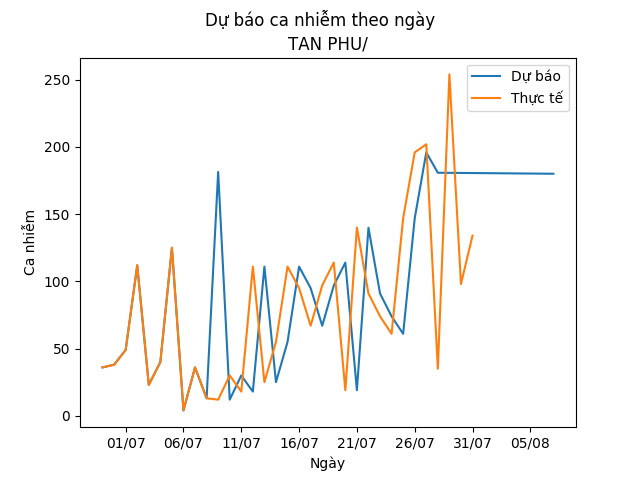 Dự báo ca nhiễm theo ngày
TAN PHU/
Dự báo
Thực tế
250
200
150
100
50
0
Ca nhiễm
01/07 06/07 11/07 16/07 21/07 26/07 31/07 05/08
Ngày